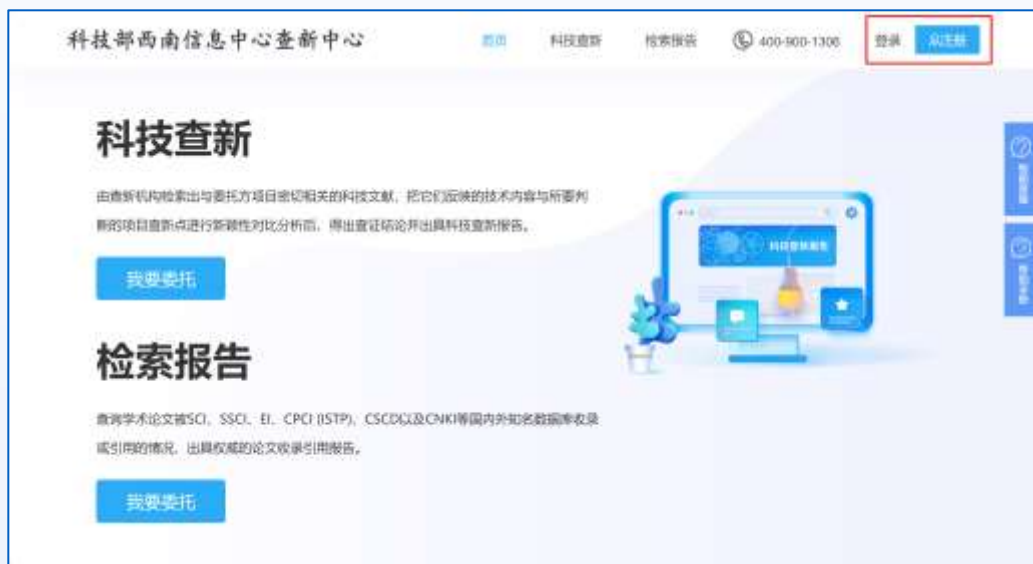 科技部西南信息中心查新中心
首页 科技查新 检索报告 400-900-1306 登录
科技查新
由查新机构检索出与委托方项目密切相关的科技文献，把它们反映的技术内容与所要判
断的项目查新点进行新颖性对比分析后，得出查证结论并出具科技查新报告。
我要委托
检索报告
查询学术论文被SCI、SSCI、EI、CPCI (ISTP)、CSCD以及CNKI等国内外知名数据库收录
或引用的情况，出具权威的论文收录引用报告。
我要委托
科技查新报告